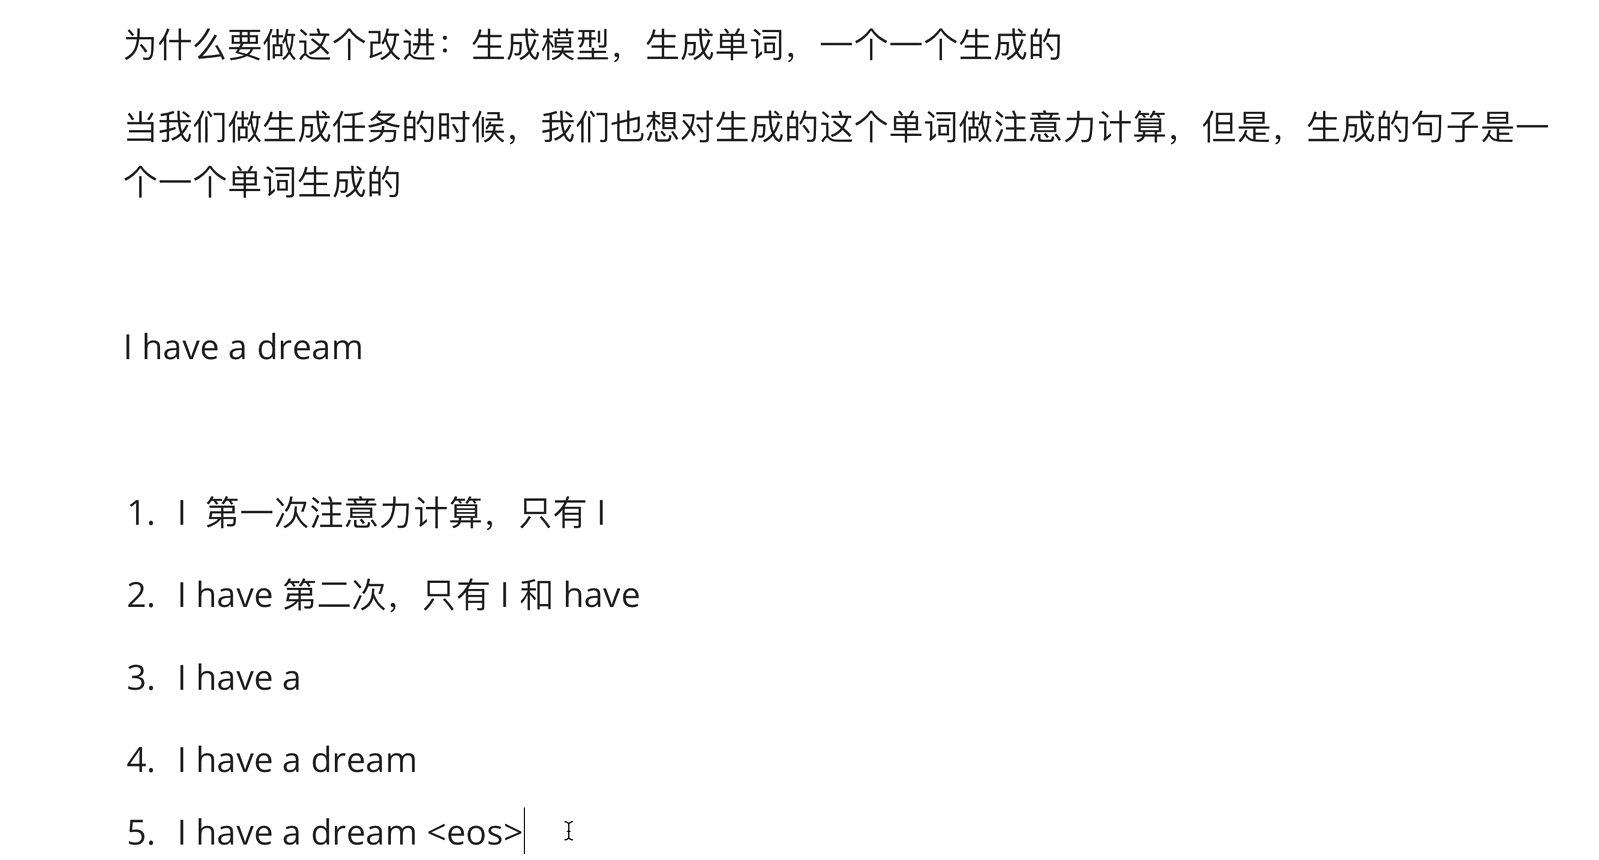 为什么要做这个改进：生成模型，生成单词，一个一个生成的
当我们做生成任务的时候，我们也想对生成的这个单词做注意力计算，但是，生成的句子是一
个一个单词生成的
I have a dream
1. I 第一次注意力计算，只有 I
2. I have 第二次，只有 I 和 have
3. I have a
4. I have a dream
5. I have a dream <eos>